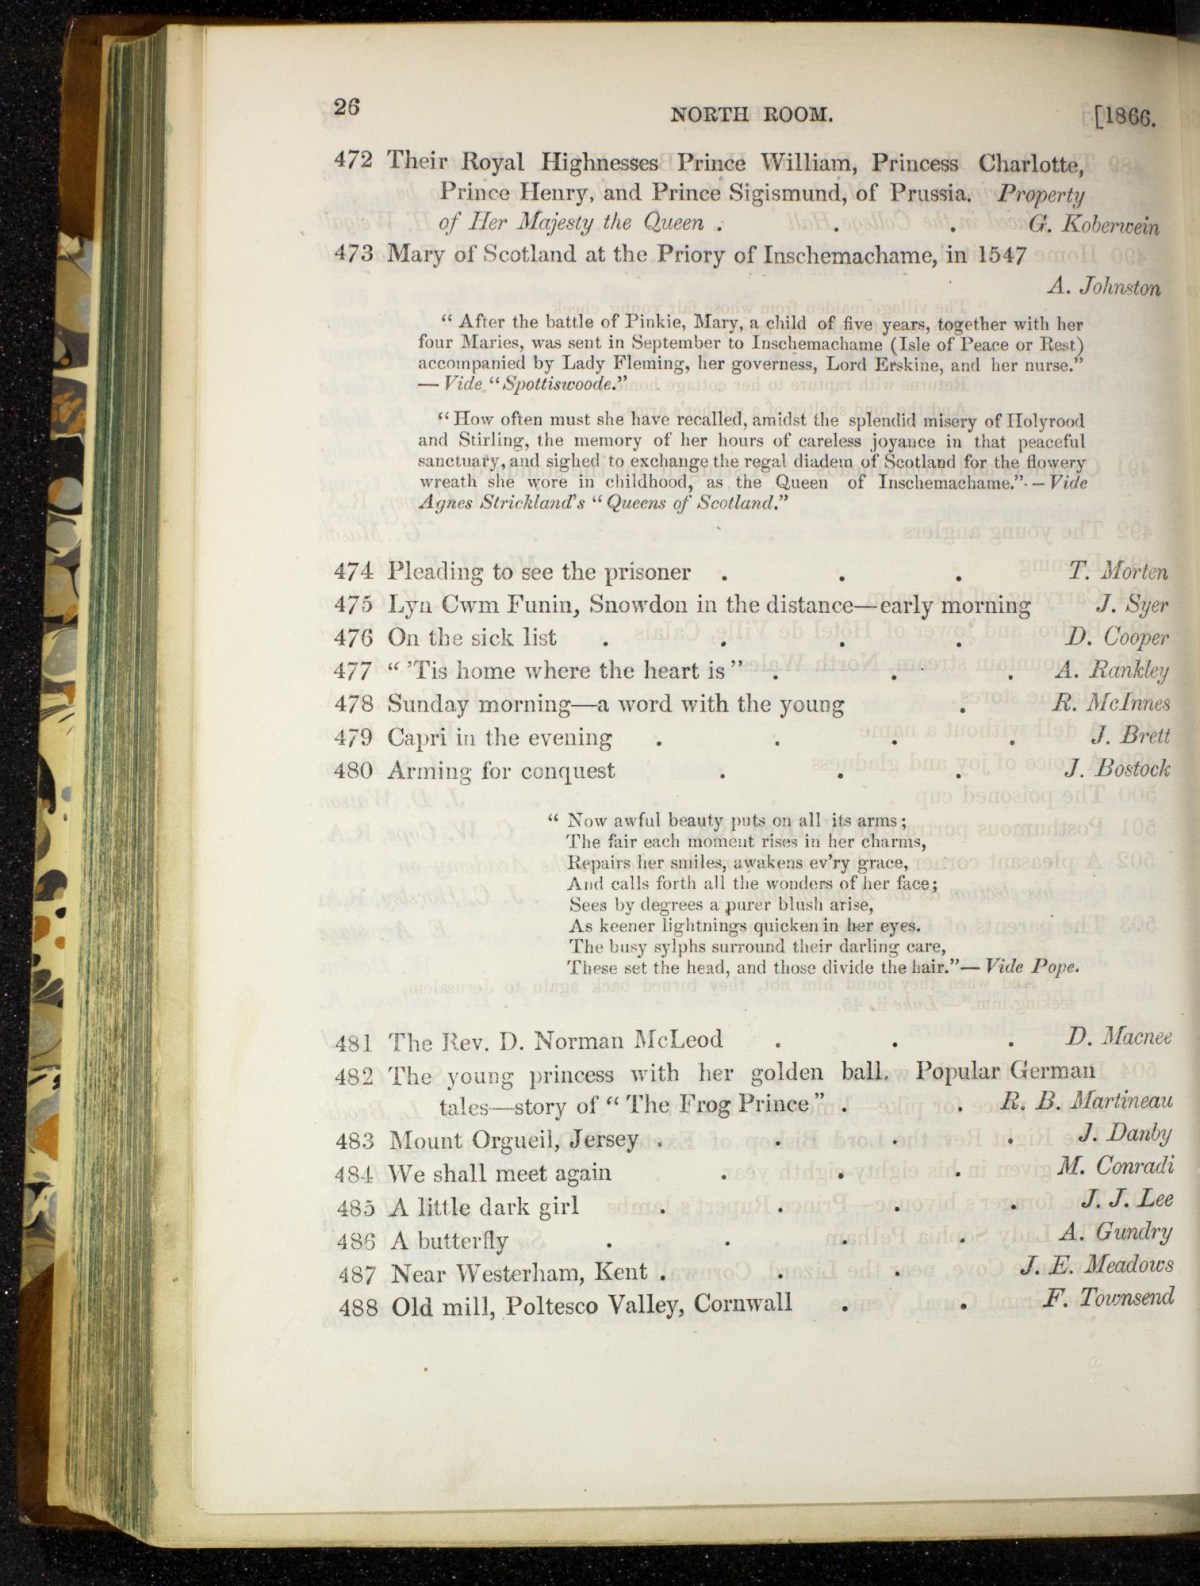 26 NORTH ROOM. [1866.
472 Their Royal Highnesses Prince William, Princess Charlotte,
Prince Henry, and Prince Sigismund, of Prussia. Property
of Her Majesty the Queen . . . G. Koberwein
473 Mary of Scotland at the Priory of Inschemachame, in 1547
A. Johnston
“ After the battle of Pinkie, Mary, a child of five years, together with her
four Maries, was sent in September to Inschemachame (Isle of Peace or Rest)
accompanied by Lady Fleming, her governess, Lord Erskine, and her nurse.”
— Vide “Spottiswoode.”
“How often must she have recalled, amidst the splendid misery of Holyrood
and Stirling, the memory of her hours of careless joyance in that peaceful
sanctuary, and sighed to exchange the regal diadem of Scotland for the flowery
wreath she wore in childhood, as the Queen of Inschemachame.”—Vide
Agnes Strickland's “ Queens of Scotland.”
474 Pleading to see the prisoner . . . T. Morten
475 Lyn Cwm Funin, Snowdon in the distance—early morning J. Syer
476 On the sick list . . . . D. Cooper
477 “ ’Tis home where the heart is ” . . . A. Rankley
478 Sunday morning—a word with the young . R. McInnes
479 Capri in the evening . . . . J. Brett
480 Arming for conquest . . . J. Bostock
“ Now awful beauty puts on all its arms;
The fair each moment rises in her charms,
Repairs her smiles, awakens ev’ry grace,
And calls forth all the wonders of her face;
Sees by degrees a purer blush arise,
As keener lightnings quicken in her eyes.
The busy sylphs surround their darling care,
These set the head, and those divide the hair.”— Vide Pope.
481 The Rev. D. Norman McLeod . . . D. Macnee
482 The young princess with her golden ball. Popular German
tales—story of “ The Frog Prince ” . . R. B. Martineau
483 Mount Orgueil, Jersey . . . . J. Danby
484 We shall meet again . . . M. Conradi
485 A little dark girl . . . . J. J. Lee
486 A butterfly . . . . A. Gundry
487 Near Westerham, Kent . . . J. E. Meadows
488 Old mill, Poltesco Valley, Cornwall . . F. Townsend